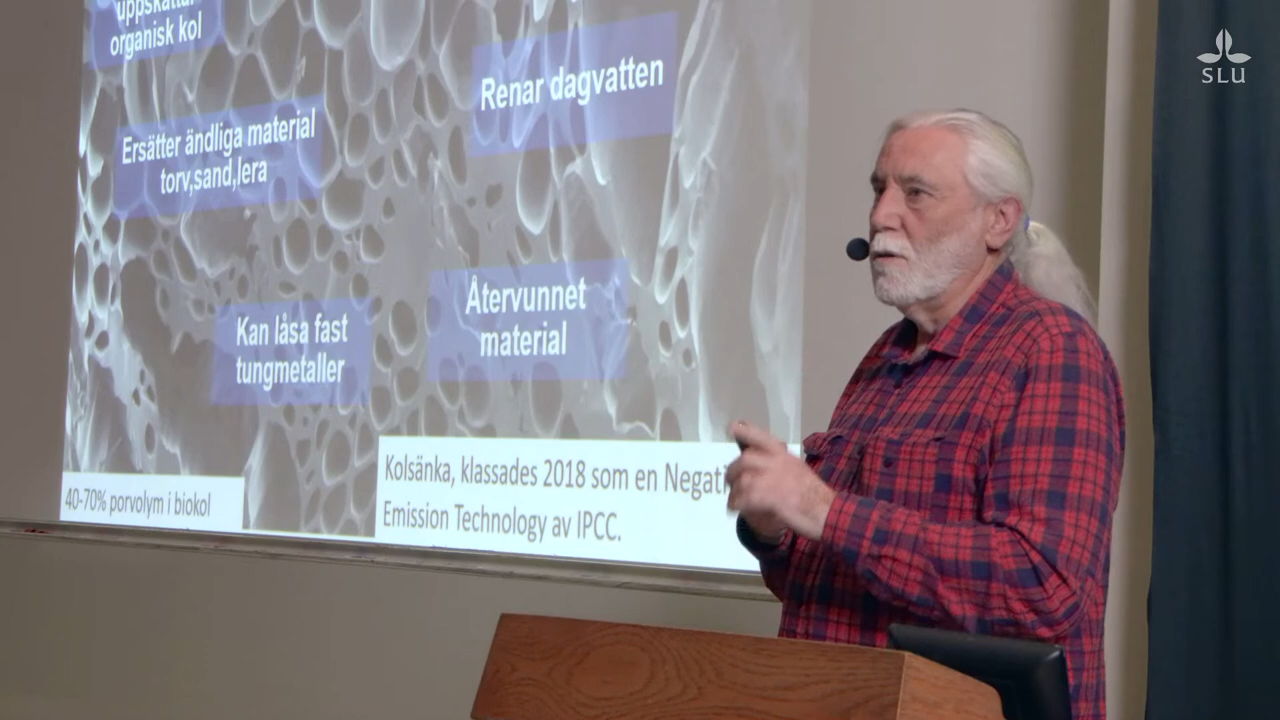 organisk kol
Renar dagvatten
Ersätter ändliga material
torv,sand,lera
Återvunnet
material
Kan låsa fast
tungmetaller
Kolsänka, klassades 2018 som en Negati
Emission Technology av IPCC.
40-70% porvolym i biokol
SLU